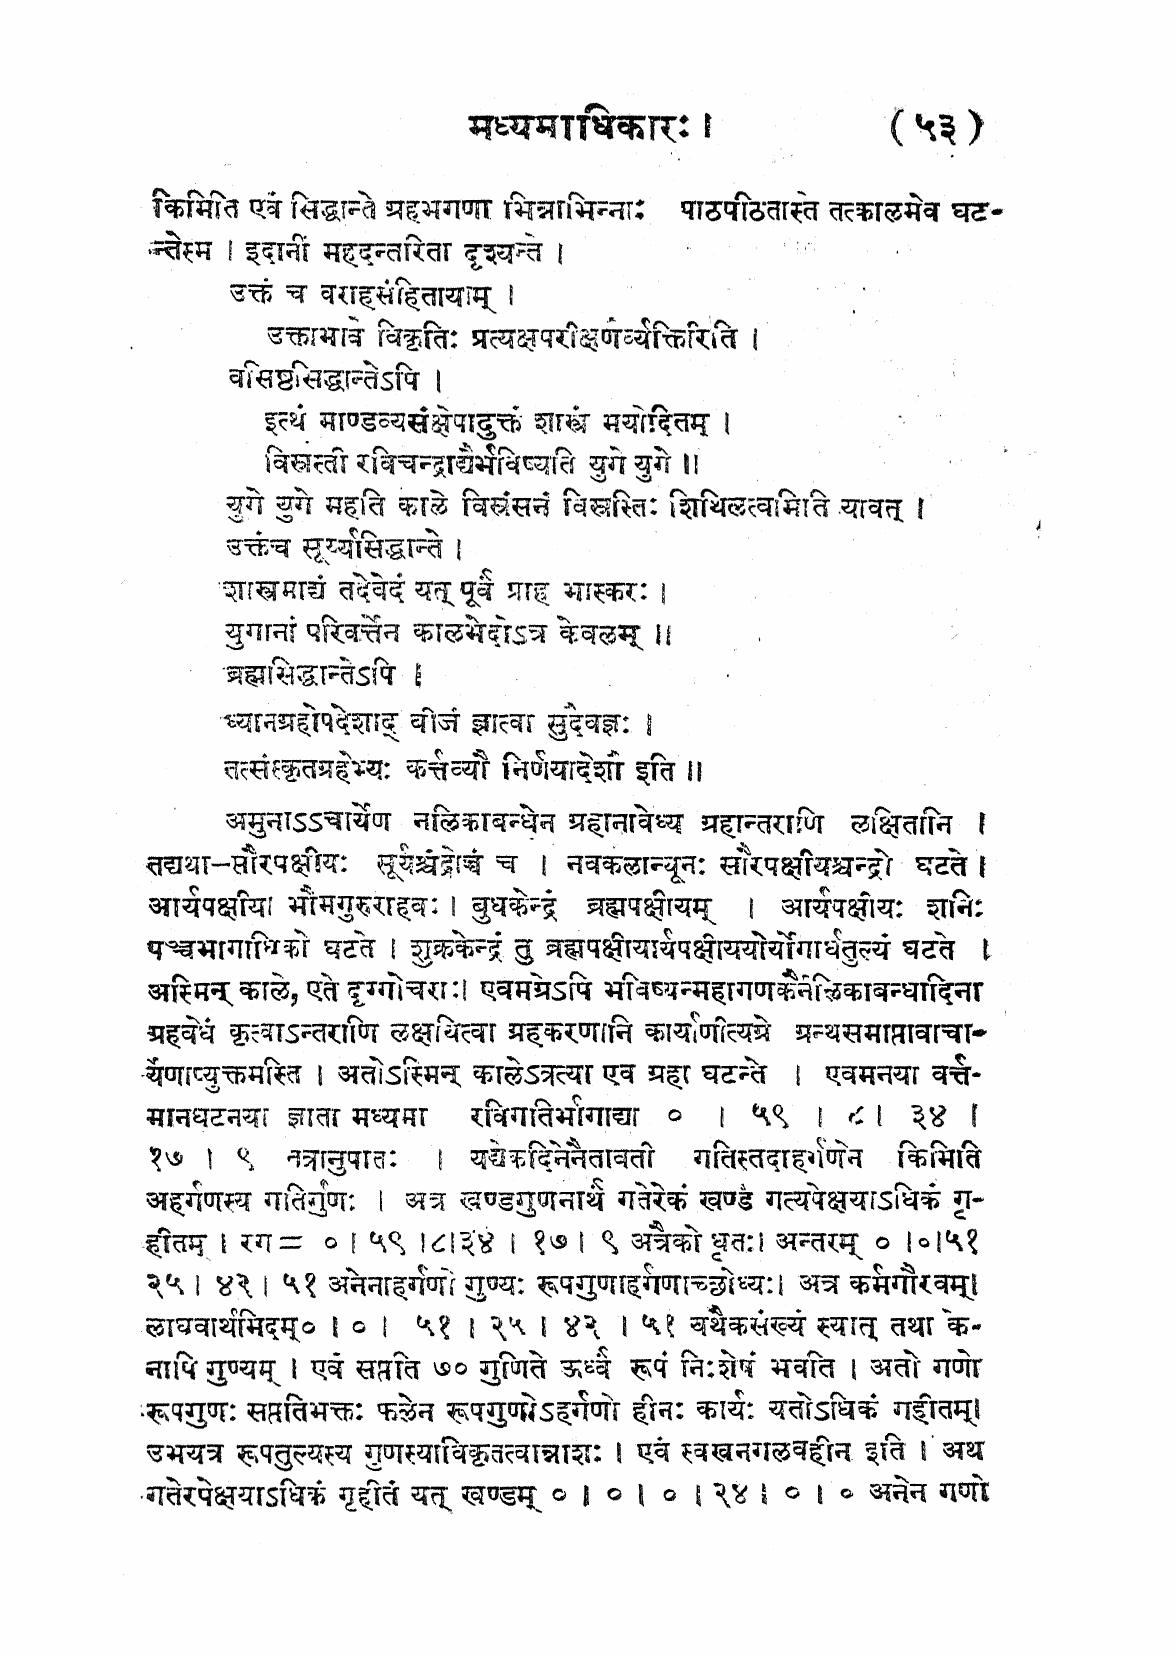 मध्यमाधिकारः । ( ५३ )
किमिति एवं सिद्धान्ते ग्रहभगणा भिन्नाभिन्नाः पाठपठितास्ते तत्कालमेव घट-
न्तेस्म । इदानीं महदन्तरिता दृश्यन्ते ।
उक्तं च वराहसंहितायाम् ।
उक्ताभावे विकृतिः प्रत्यक्षपरीक्षणैर्व्यक्तिरिति ।
वसिष्ठसिद्धान्तेऽपि ।
इत्थं माण्डव्यसंक्षेपादुक्तं शास्त्रं मयोदितम् ।
विस्रत्ती रविचन्द्राद्यैर्भविष्यति युगे युगे ॥
युगे युगे महति काले विस्रंसनं विस्रस्तिः शिथिलत्वमिति यावत् ।
उक्तंच सूर्य्यसिद्धान्ते ।
शास्त्रमाद्यं तदेवेदं यत् पूर्वं प्राह भास्करः ।
युगानां परिवर्त्तेन कालभेदोऽत्र केवलम् ॥
ब्रह्मसिद्धान्तेऽपि ।
ध्यानग्रहोपदेशाद् बीजं ज्ञात्वा सुदैवज्ञः ।
तत्संस्कृतग्रहेभ्यः कर्त्तव्यौ निर्णयादेशौ इति ॥
अमुनाऽऽचार्येण नलिकाबन्धेन ग्रहानावेध्य ग्रहान्तराणि लक्षितानि ।
तद्यथा–सौरपक्षीयः सूर्यश्चंद्रोच्चं च । नवकलान्यूनः सौरपक्षीयश्चन्द्रो घटते ।
आर्यपक्षीया भौमगुरुराहवः । बुधकेन्द्रं ब्रह्मपक्षीयम् । आर्यपक्षीयः शनिः
पञ्चभागाधिको घटते । शुक्रकेन्द्रं तु ब्रह्मपक्षीयार्यपक्षीययोर्योगार्धतुल्यं घटते ।
अस्मिन् काले, एते दृग्गोचराः। एवमग्रेऽपि भविष्यन्महागणकैर्नलिकाबन्धादिना
ग्रहवेधं कृत्वाऽन्तराणि लक्षयित्वा ग्रहकरणानि कार्याणीत्यग्रे ग्रन्थसमाप्तावाचा-
र्येणाप्युक्तमस्ति । अतोऽस्मिन् कालेऽत्रत्या एव ग्रहा घटन्ते । एवमनया वर्त्त-
मानघटनया ज्ञाता मध्यमा रविगतिर्भागाद्या ० । ५९ । ८ । ३४ ।
१७ । ९ तत्रानुपातः । यद्येकदिनेनैतावती गतिस्तदाहर्गणेन किमिति
अहर्गणस्य गतिर्गुणः । अत्र खण्डगुणनार्थं गतेरेकं खण्डं गत्यपेक्षयाऽधिकं गृ-
हीतम् । रग = ० । ५९ ।८।३४ । १७ । ९ अत्रैको धृतः। अन्तरम् ० ।०।५१
२५ । ४२ । ५१ अनेनाहर्गणो गुण्यः रूपगुणाहर्गणाच्छोध्यः। अत्र कर्मगौरवम्।
लाघवार्थमिदम्० । ० । ५१ । २५ । ४२ । ५१ यथैकसंख्यं स्यात् तथा के-
नापि गुण्यम् । एवं सप्तति ७० गुणिते ऊर्ध्वं रूपं निःशेषं भवति । अतो गणो
रूपगुणः सप्ततिभक्तः फलेन रूपगुणोऽहर्गणो हीनः कार्यः यतोऽधिकं गृहीतम्।
उभयत्र रूपतुल्यस्य गुणस्याविकृतत्वान्नाशः । एवं स्वखनगलवहीन इति । अथ
गतेरपेक्षयाऽधिकं गृहीतं यत् खण्डम् ० । ० । ० । २४ । ० । ० अनेन गणो